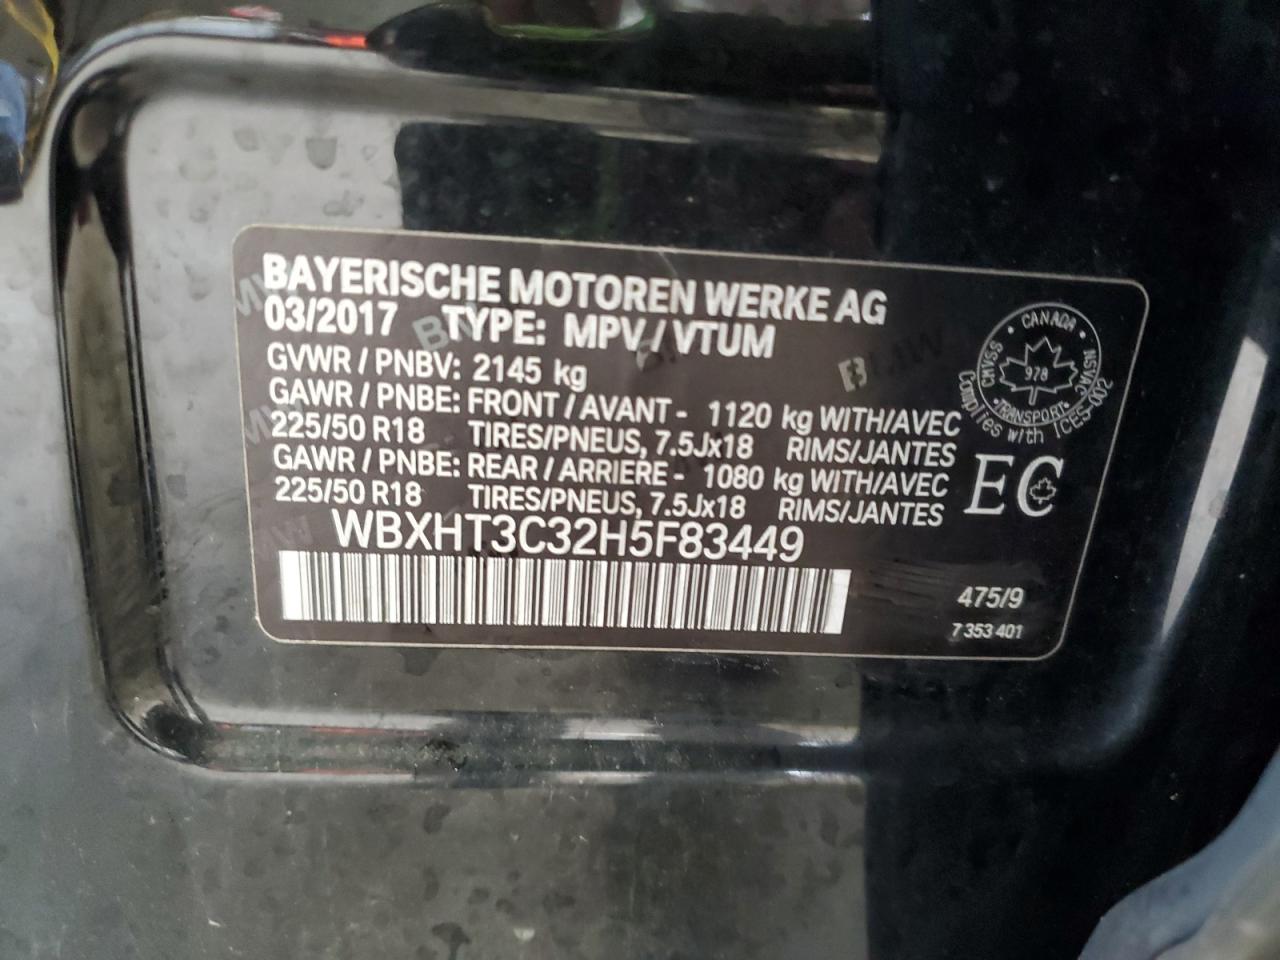 BAYERISCHE MOTOREN WERKE AG
03/2017 TYPE: MPV / VTUM
GVWR / PNBV: 2145 kg
GAWR / PNBE: FRONT / AVANT - 1120 kg WITH/AVEC
225/50 R18 TIRES/PNEUS, 7.5Jx18 RIMS/JANTES
GAWR / PNBE: REAR / ARRIERE - 1080 kg WITH/AVEC
225/50 R18 TIRES/PNEUS, 7.5Jx18 RIMS/JANTES
WBXHT3C32H5F83449
CANADA
CMVSS
NSVAC
978
TRANSPORT
Complies with ICES-002
EC
475/9
7 353 401
BMW